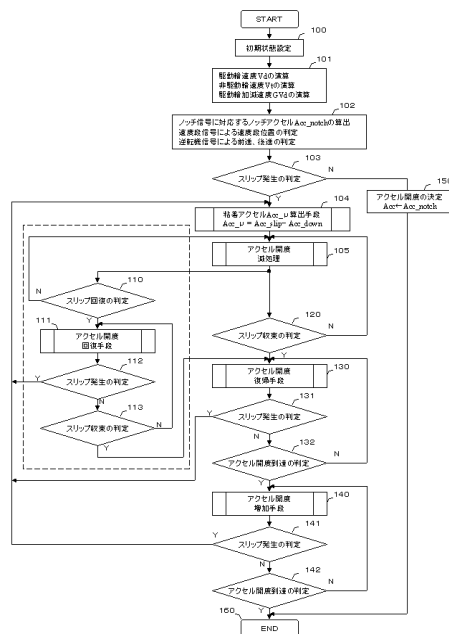 START
100
初期状態設定
101
駆動輪速度Vdの演算
非駆動輪速度Vtの演算
駆動輪加減速度GVdの演算
102
ノッチ信号に対応するノッチアクセルAcc_notchの算出
速度段信号による速度段位置の判定
逆転機信号による前進、後進の判定
103
スリップ発生の判定
N
Y
150
アクセル開度の決定
Acc←Acc_notch
104
粘着アクセルAcc_ν算出手段
Acc_ν = Acc_slip− Acc_down
アクセル開度
減処理
105
110
N
スリップ回復の判定
Y
111
アクセル開度
回復手段
112
Y
スリップ発生の判定
N
113
スリップ収束の判定
N
Y
120
スリップ収束の判定
N
Y
130
アクセル開度
復帰手段
131
Y
スリップ発生の判定
N
132
アクセル開度到達の判定
N
Y
140
アクセル開度
増加手段
141
Y
スリップ発生の判定
N
142
アクセル開度到達の判定
N
Y
160
END